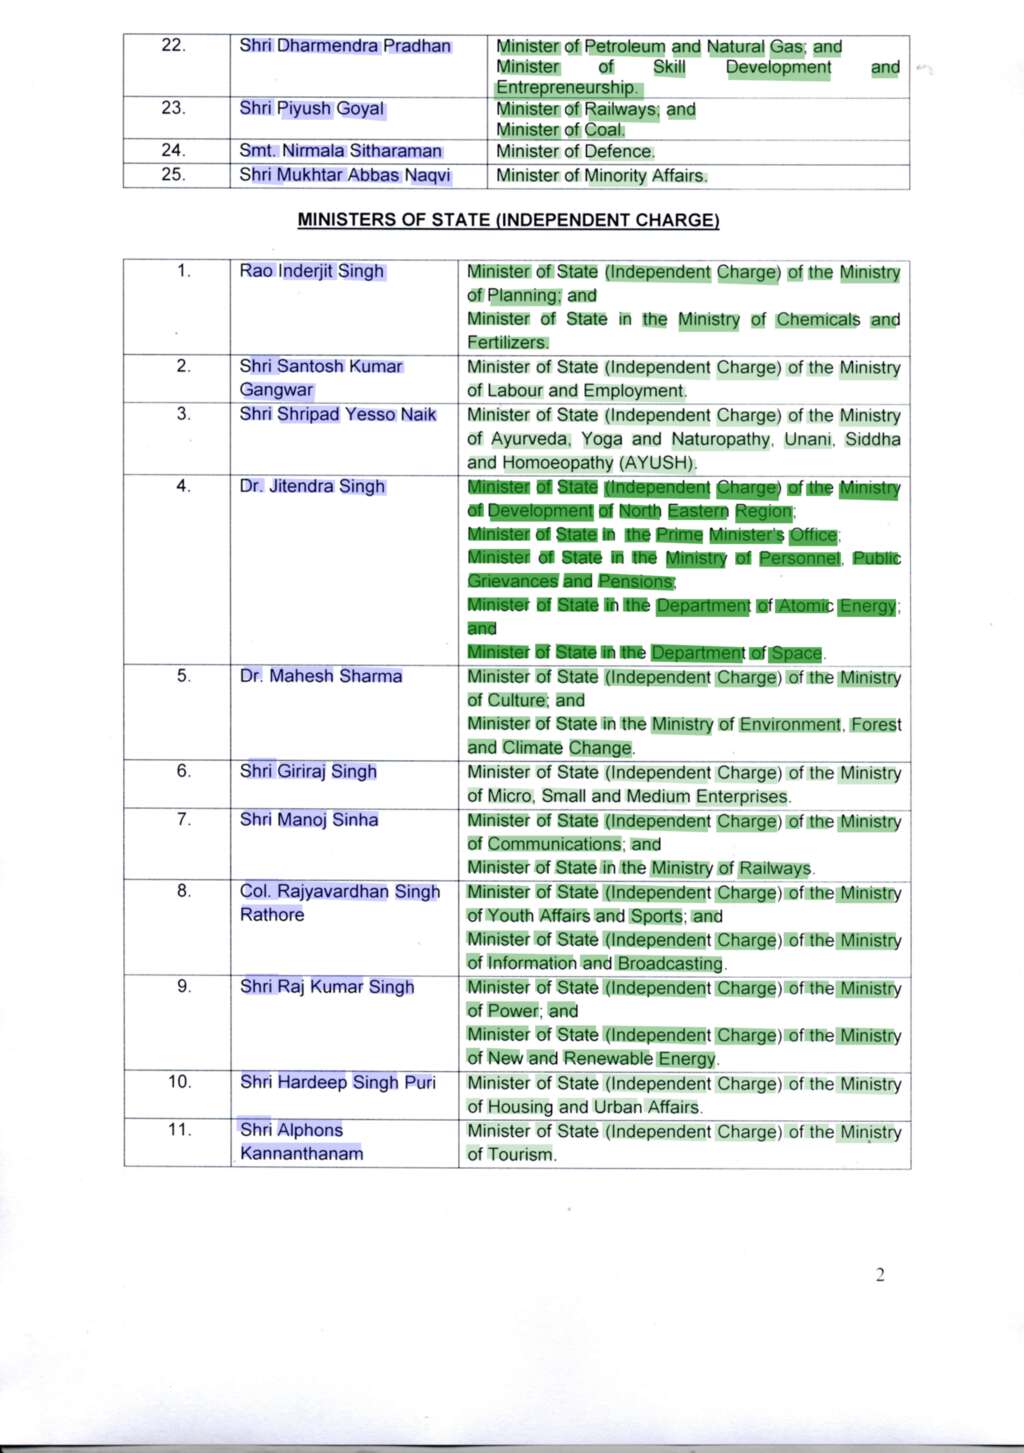 22. Shri Dharmendra Pradhan Minister of Petroleum and Natural Gas; and
Minister of Skill Development and
Entrepreneurship.
23. Shri Piyush Goyal Minister of Railways; and
Minister of Coal.
24. Smt. Nirmala Sitharaman Minister of Defence.
25. Shri Mukhtar Abbas Naqvi Minister of Minority Affairs.
MINISTERS OF STATE (INDEPENDENT CHARGE)
1. Rao Inderjit Singh Minister of State (Independent Charge) of the Ministry
of Planning; and
Minister of State in the Ministry of Chemicals and
Fertilizers.
2. Shri Santosh Kumar Minister of State (Independent Charge) of the Ministry
Gangwar of Labour and Employment.
3. Shri Shripad Yesso Naik Minister of State (Independent Charge) of the Ministry
of Ayurveda, Yoga and Naturopathy, Unani, Siddha
and Homoeopathy (AYUSH).
4. Dr. Jitendra Singh Minister of State (Independent Charge) of the Ministry
of Development of North Eastern Region;
Minister of State in the Prime Minister's Office;
Minister of State in the Ministry of Personnel, Public
Grievances and Pensions;
Minister of State in the Department of Atomic Energy;
and
Minister of State in the Department of Space.
5. Dr. Mahesh Sharma Minister of State (Independent Charge) of the Ministry
of Culture; and
Minister of State in the Ministry of Environment, Forest
and Climate Change.
6. Shri Giriraj Singh Minister of State (Independent Charge) of the Ministry
of Micro, Small and Medium Enterprises.
7. Shri Manoj Sinha Minister of State (Independent Charge) of the Ministry
of Communications; and
Minister of State in the Ministry of Railways.
8. Col. Rajyavardhan Singh Minister of State (Independent Charge) of the Ministry
Rathore of Youth Affairs and Sports; and
Minister of State (Independent Charge) of the Ministry
of Information and Broadcasting.
9. Shri Raj Kumar Singh Minister of State (Independent Charge) of the Ministry
of Power; and
Minister of State (Independent Charge) of the Ministry
of New and Renewable Energy.
10. Shri Hardeep Singh Puri Minister of State (Independent Charge) of the Ministry
of Housing and Urban Affairs.
11. Shri Alphons Minister of State (Independent Charge) of the Ministry
Kannanthanam of Tourism.
2